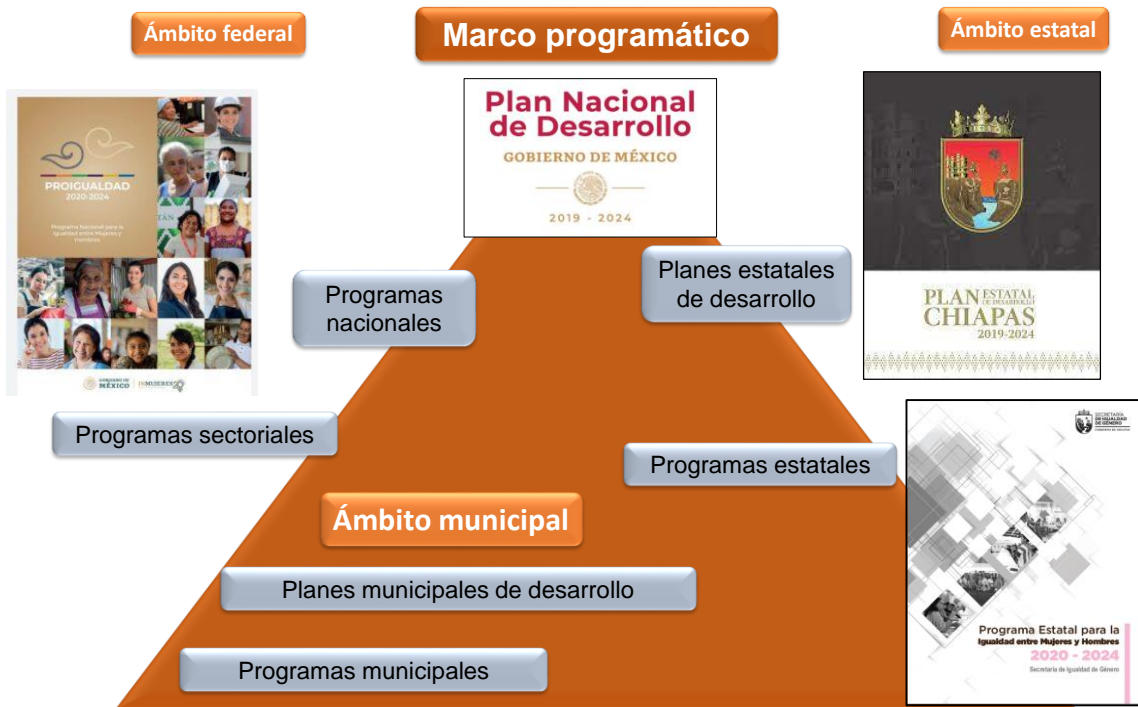 Ámbito federal
Marco programático
Ámbito estatal
PROIGUALDAD
2020-2024
Programa Nacional para la
Igualdad entre Mujeres y
Hombres
GOBIERNO DE
MÉXICO
INMUJERES
Plan Nacional
de Desarrollo
GOBIERNO DE MÉXICO
2019 - 2024
PLAN ESTATAL
DE DESARROLLO
CHIAPAS
2019-2024
Programas
nacionales
Planes estatales
de desarrollo
Programas sectoriales
Programas estatales
SECRETARÍA
DE IGUALDAD
DE GÉNERO
Programa Estatal para la
Igualdad entre Mujeres y Hombres
2020 - 2024
Secretaría de Igualdad de Género
Ámbito municipal
Planes municipales de desarrollo
Programas municipales